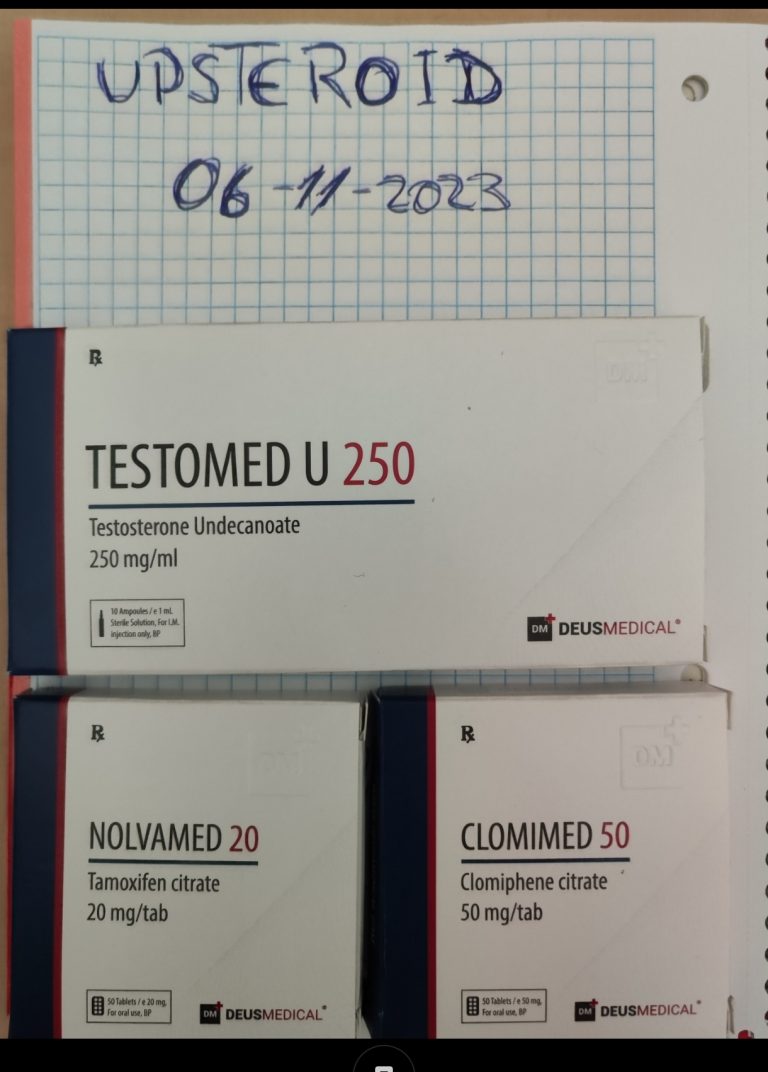 UPSTEROID
06-11-2023
℞
DM
TESTOMED U 250
Testosterone Undecanoate
250 mg/ml
10 Ampoules / e 1 mL
Sterile Solution, For I.M.
injection only, BP
DM DEUSMEDICAL®
℞
DM
NOLVAMED 20
Tamoxifen citrate
20 mg/tab
50 Tablets / e 20 mg,
For oral use, BP
DM DEUSMEDICAL®
℞
DM
CLOMIMED 50
Clomiphene citrate
50 mg/tab
50 Tablets / e 50 mg,
For oral use, BP
DM DEUSMEDICAL®